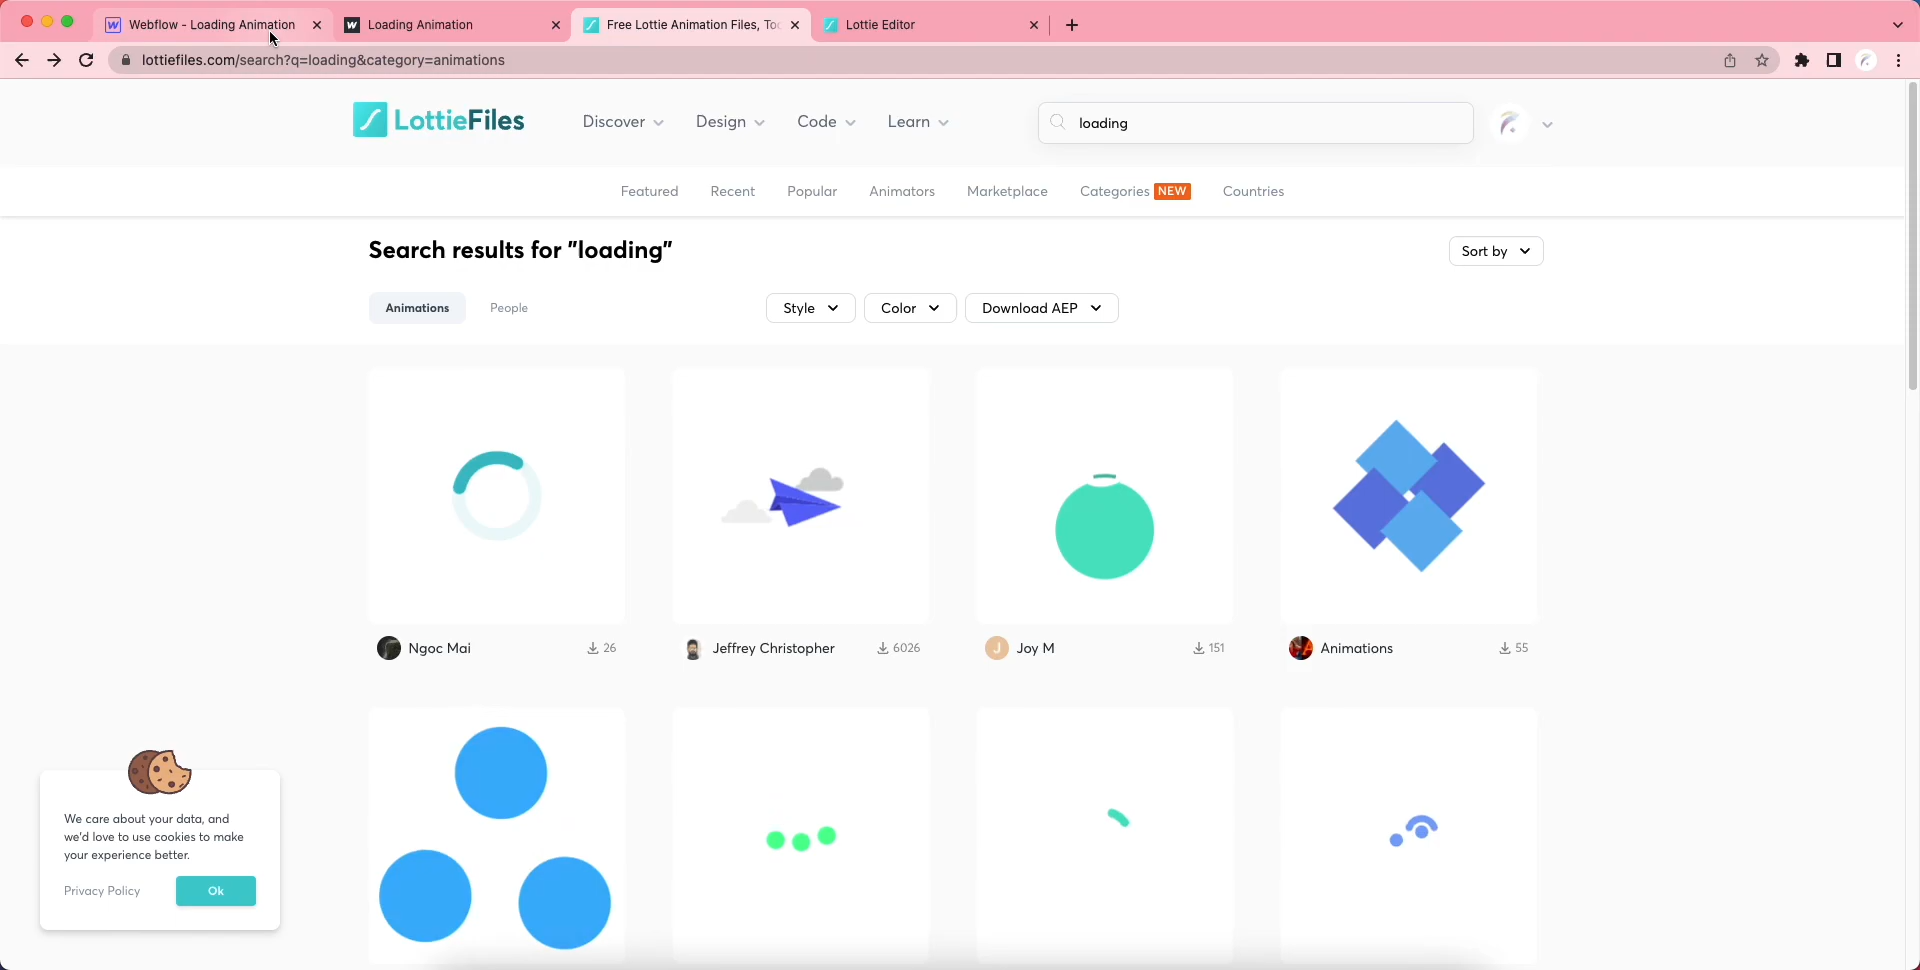 Webflow - Loading Animation
Loading Animation
Free Lottie Animation Files, Too
Lottie Editor
lottiefiles.com/search?q=loading&category=animations
LottieFiles
Discover
Design
Code
Learn
loading
Featured
Recent
Popular
Animators
Marketplace
Categories NEW
Countries
Search results for "loading"
Sort by
Animations
People
Style
Color
Download AEP
Ngoc Mai
26
Jeffrey Christopher
6026
J
Joy M
151
Animations
55
We care about your data, and
we'd love to use cookies to make
your experience better.
Privacy Policy
Ok